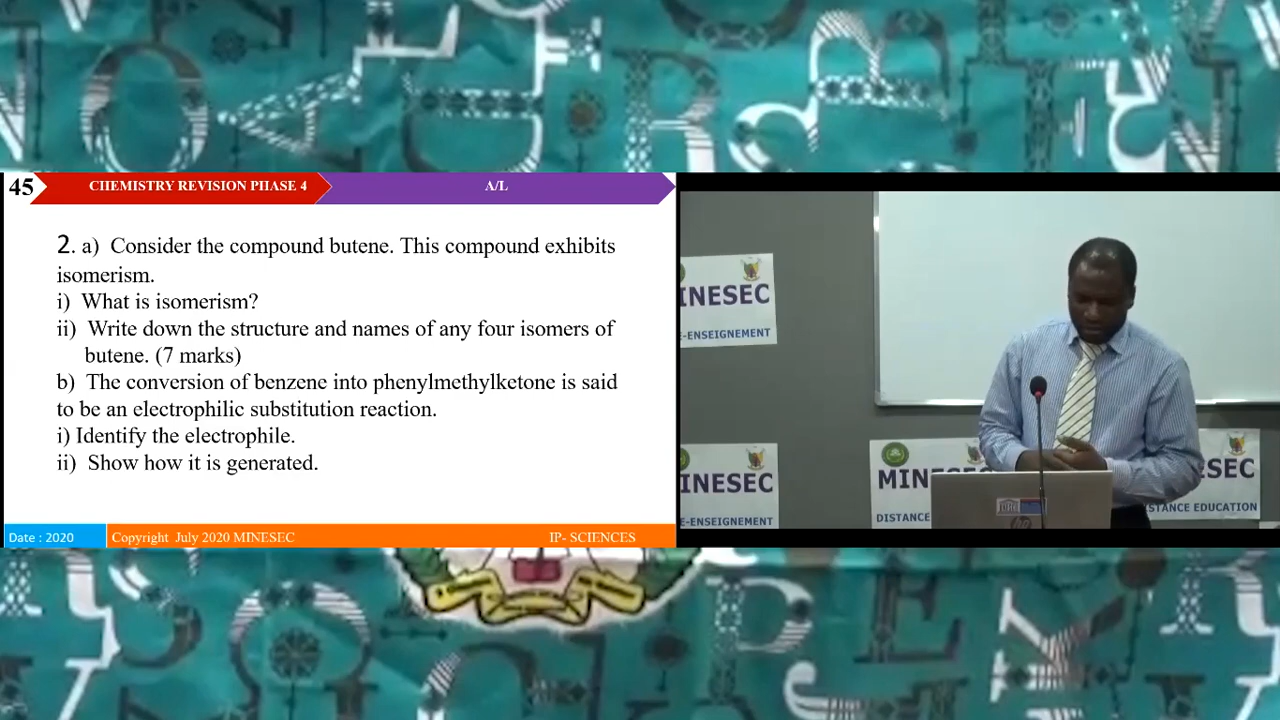 45 CHEMISTRY REVISION PHASE 4 A/L
2. a) Consider the compound butene. This compound exhibits
isomerism.
i) What is isomerism?
ii) Write down the structure and names of any four isomers of
butene. (7 marks)
b) The conversion of benzene into phenylmethylketone is said
to be an electrophilic substitution reaction.
i) Identify the electrophile.
ii) Show how it is generated.
Date : 2020 Copyright July 2020 MINESEC IP- SCIENCES
INESEC
E-ENSEIGNEMENT
NESEC
E-ENSEIGNEMENT
MINESEC
DISTANCE
ESEC
STANCE EDUCATION
hp